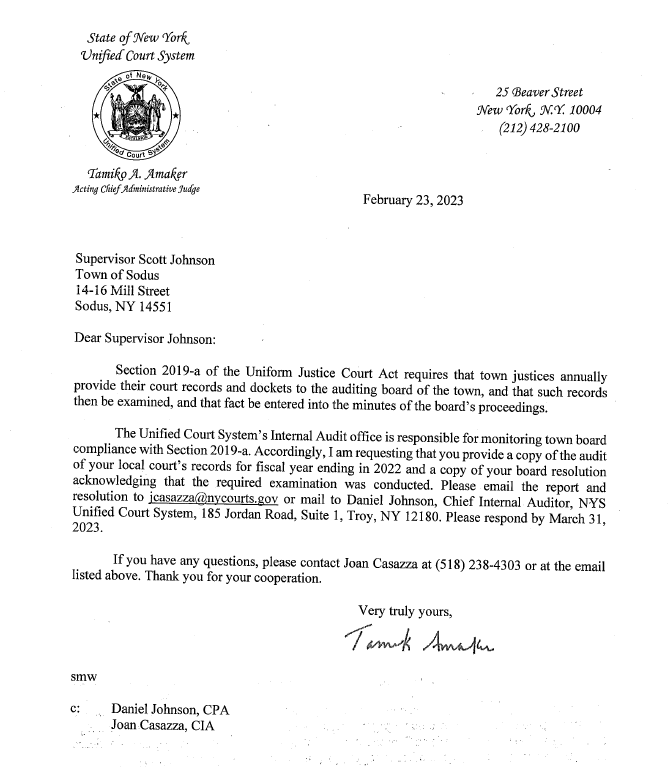 State of New York
Unified Court System
State of New York
Unified Court System
Tamiko A. Amaker
Acting Chief Administrative Judge
25 Beaver Street
New York, N.Y. 10004
(212) 428-2100
February 23, 2023
Supervisor Scott Johnson
Town of Sodus
14-16 Mill Street
Sodus, NY 14551
Dear Supervisor Johnson:
Section 2019-a of the Uniform Justice Court Act requires that town justices annually
provide their court records and dockets to the auditing board of the town, and that such records
then be examined, and that fact be entered into the minutes of the board's proceedings.
The Unified Court System's Internal Audit office is responsible for monitoring town board
compliance with Section 2019-a. Accordingly, I am requesting that you provide a copy of the audit
of your local court's records for fiscal year ending in 2022 and a copy of your board resolution
acknowledging that the required examination was conducted. Please email the report and
resolution to jcasazza@nycourts.gov or mail to Daniel Johnson, Chief Internal Auditor, NYS
Unified Court System, 185 Jordan Road, Suite 1, Troy, NY 12180. Please respond by March 31,
2023.
If you have any questions, please contact Joan Casazza at (518) 238-4303 or at the email
listed above. Thank you for your cooperation.
Very truly yours,
Tamik Amaker
smw
c: Daniel Johnson, CPA
Joan Casazza, CIA